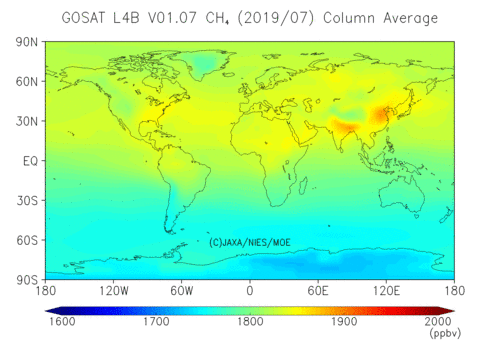 GOSAT L4B V01.07 CH₄ (2019/07) Column Average
90N
60N
30N
EQ
30S
60S
90S
(C)JAXA/NIES/MOE
180 120W 60W 0 60E 120E 180
1600 1700 1800 1900 2000
(ppbv)